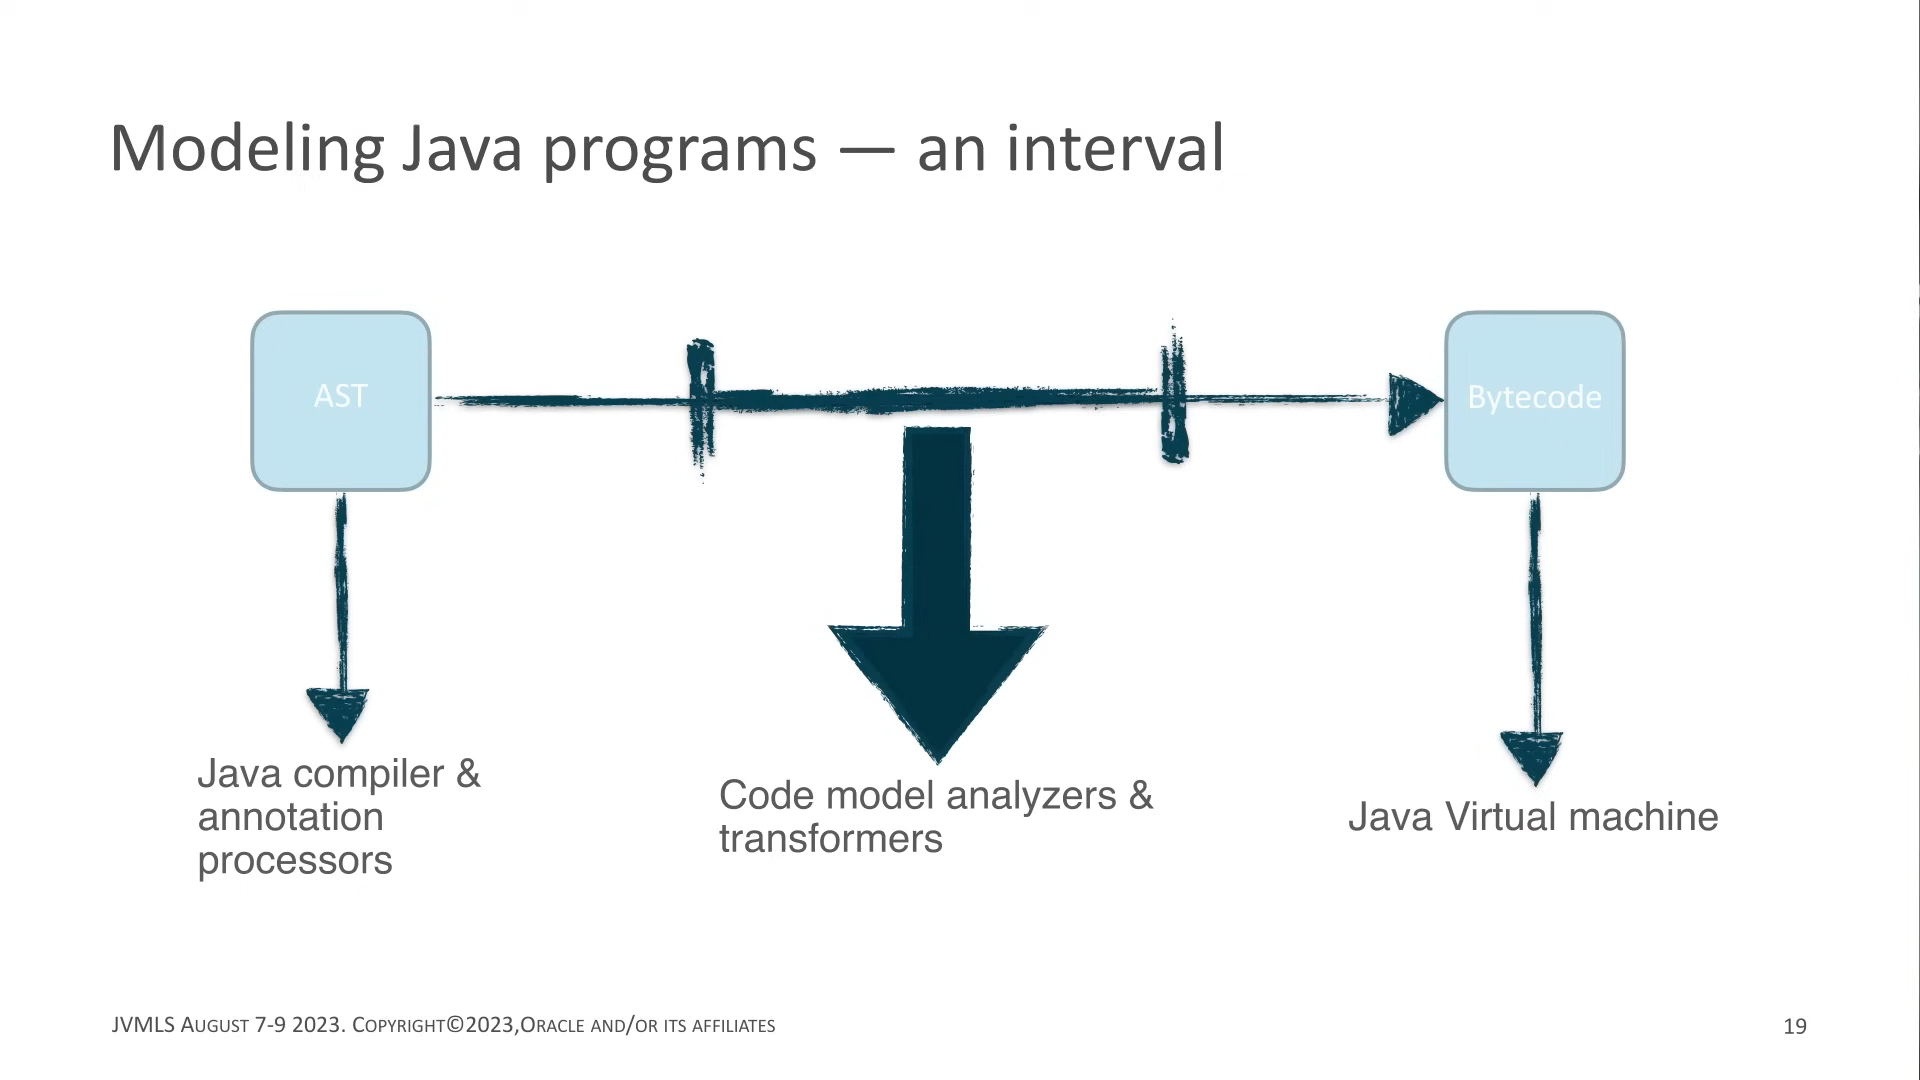 Modeling Java programs — an interval
AST
Bytecode
Java compiler &
annotation
processors
Code model analyzers &
transformers
Java Virtual machine
JVMLS August 7-9 2023. Copyright©2023,Oracle and/or its affiliates
19